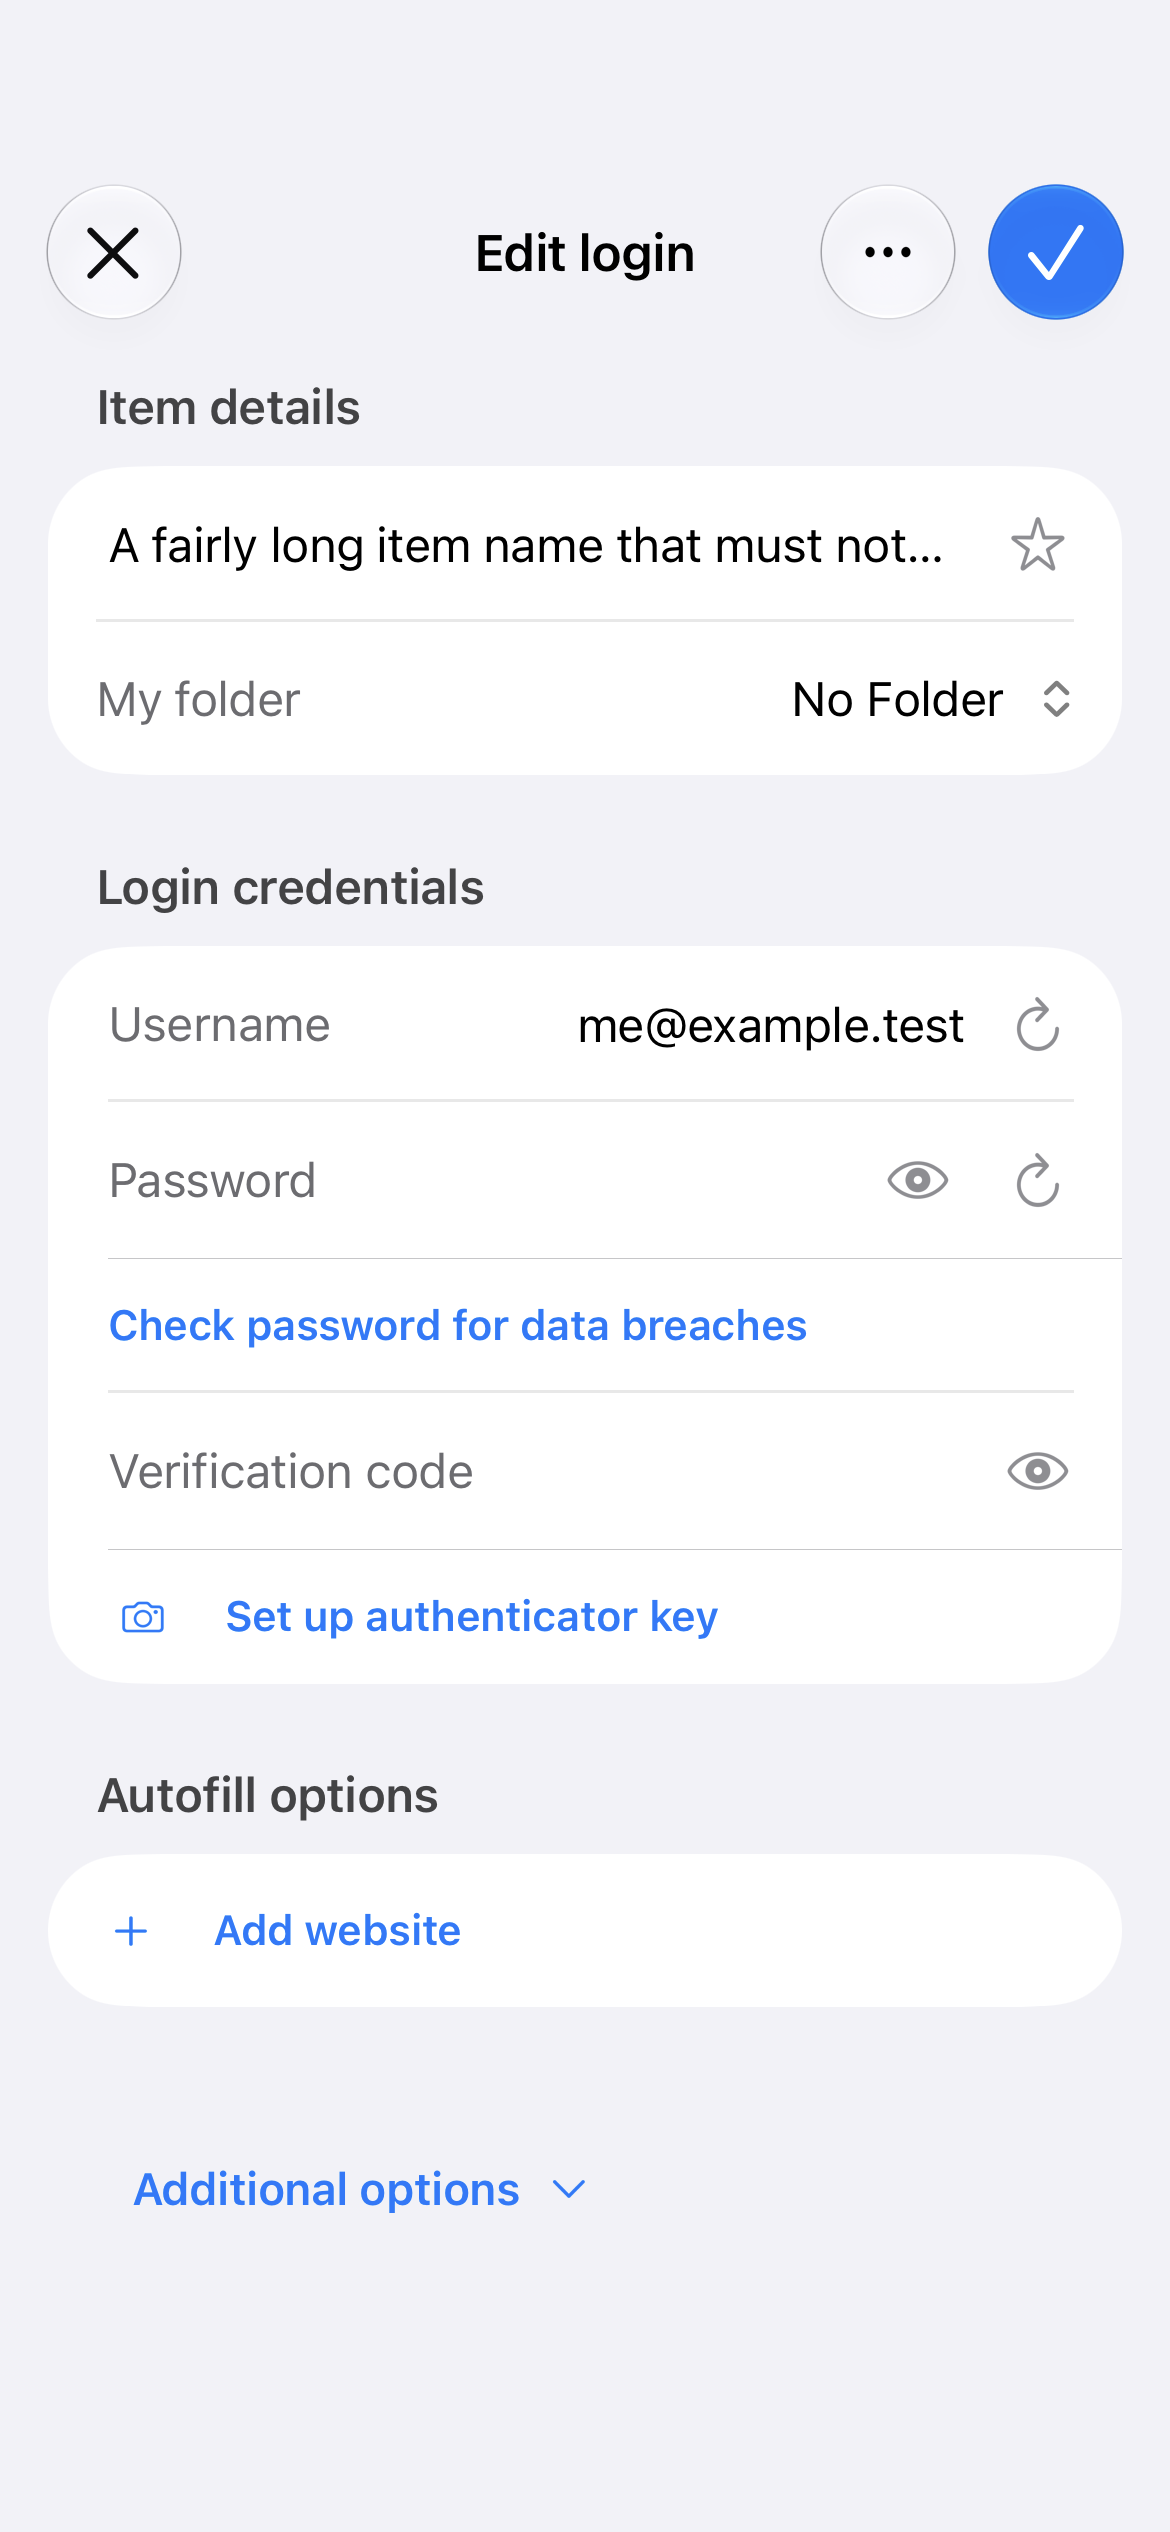 Edit login
Item details
A fairly long item name that must not...
My folder No Folder
Login credentials
Username me@example.test
Password
Check password for data breaches
Verification code
Set up authenticator key
Autofill options
Add website
Additional options